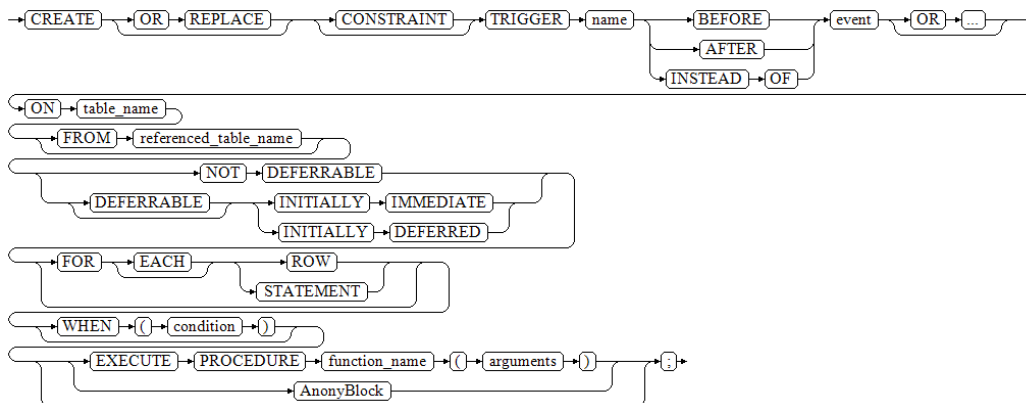 CREATE OR REPLACE CONSTRAINT TRIGGER name BEFORE event OR ...
AFTER
INSTEAD OF
ON table_name
FROM referenced_table_name
NOT DEFERRABLE
DEFERRABLE INITIALLY IMMEDIATE
INITIALLY DEFERRED
FOR EACH ROW
STATEMENT
WHEN ( condition )
EXECUTE PROCEDURE function_name ( arguments ) ;
AnonyBlock